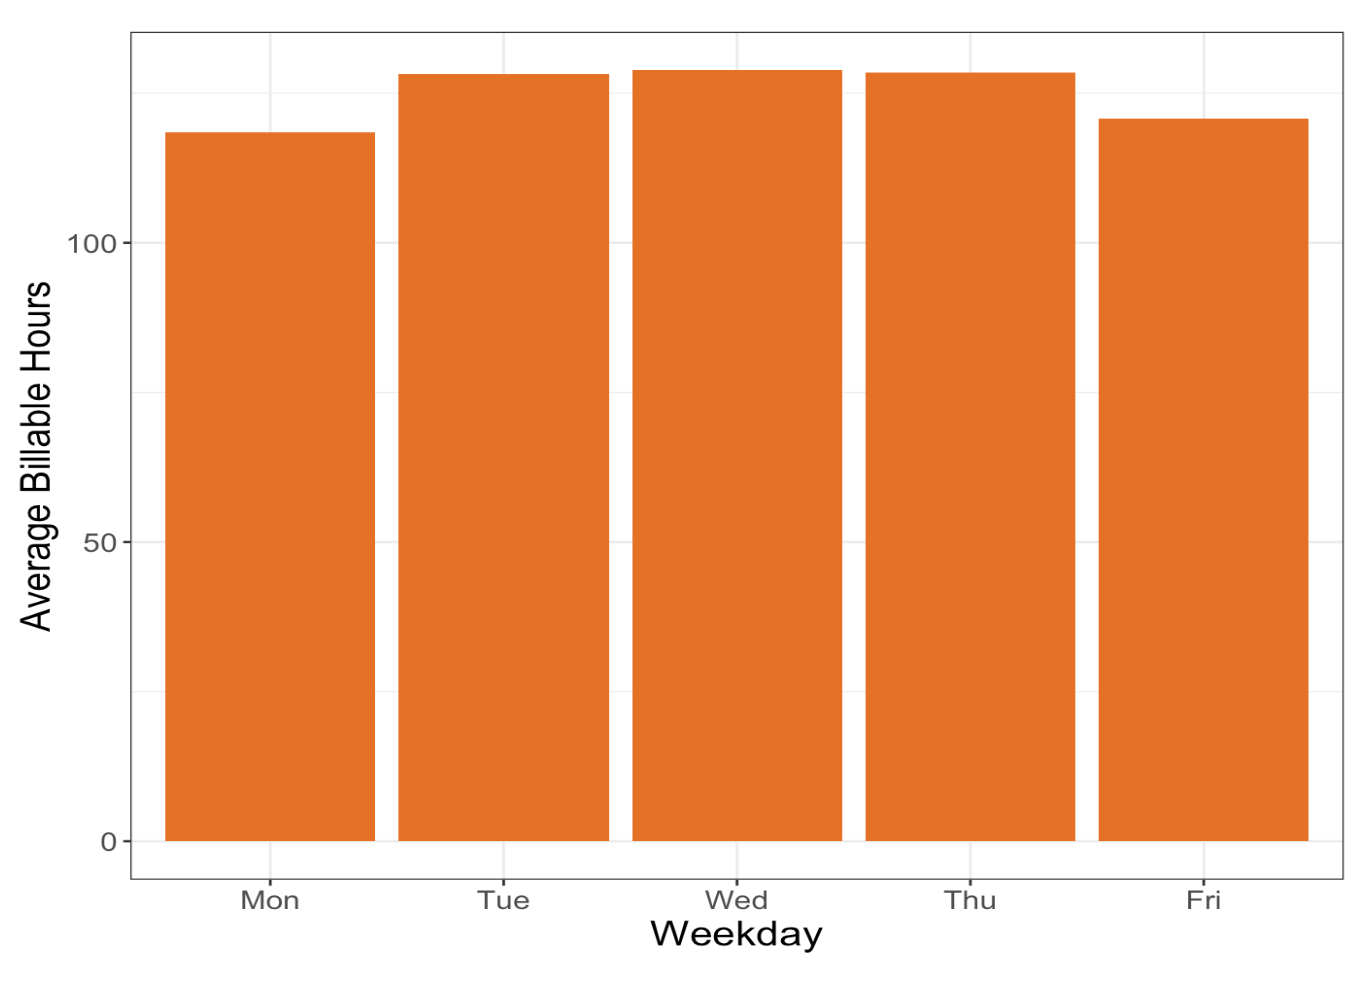 Average Billable Hours
100
50
0
Mon Tue Wed Thu Fri
Weekday